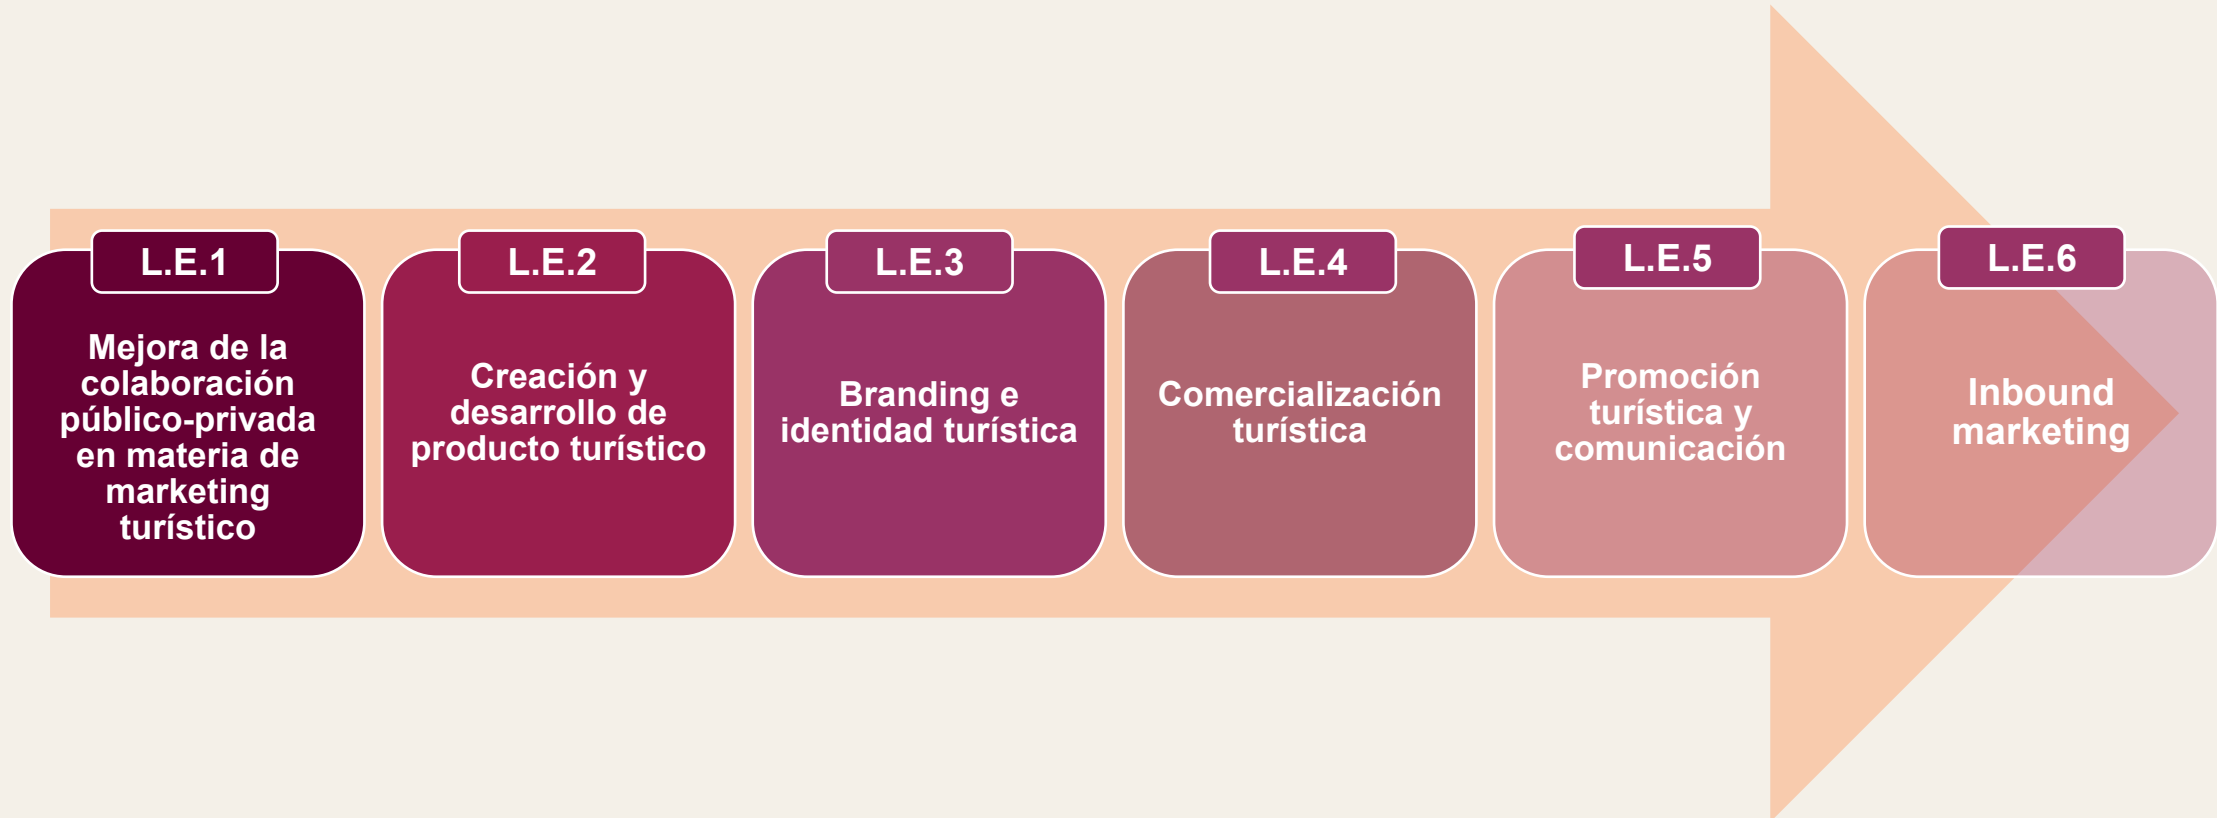 L.E.1
Mejora de la
colaboración
público-privada
en materia de
marketing
turístico
L.E.2
Creación y
desarrollo de
producto turístico
L.E.3
Branding e
identidad turística
L.E.4
Comercialización
turística
L.E.5
Promoción
turística y
comunicación
L.E.6
Inbound
marketing